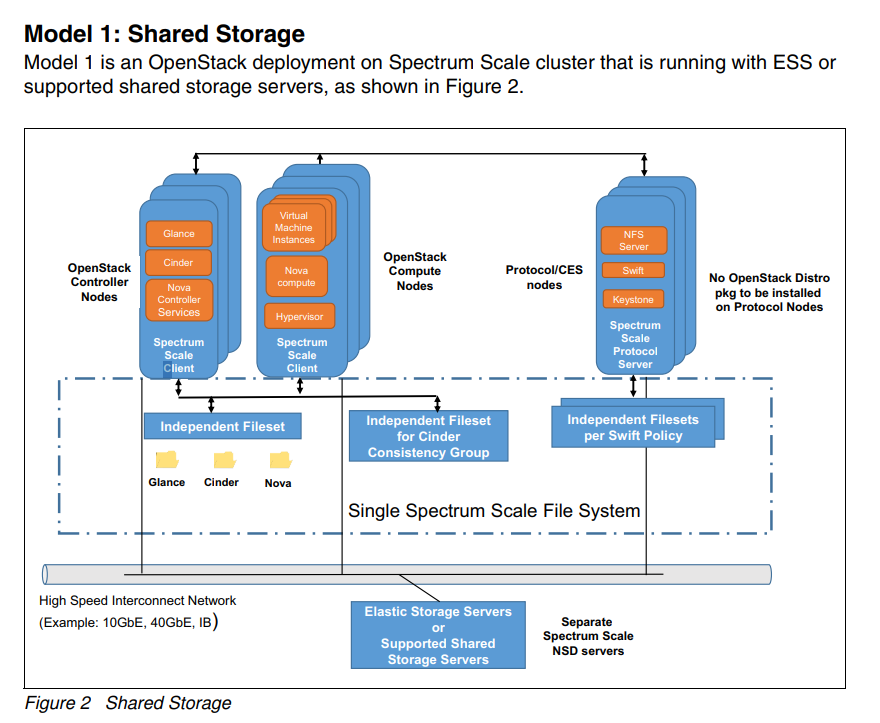 Model 1: Shared Storage
Model 1 is an OpenStack deployment on Spectrum Scale cluster that is running with ESS or
supported shared storage servers, as shown in Figure 2.
OpenStack
Controller
Nodes
Glance
Cinder
Nova
Controller
Services
Spectrum
Scale
Client
Virtual
Machine
Instances
Nova
compute
Hypervisor
Spectrum
Scale
Client
OpenStack
Compute
Nodes
Protocol/CES
nodes
NFS
Server
Swift
Keystone
Spectrum
Scale
Protocol
Server
No OpenStack Distro
pkg to be installed
on Protocol Nodes
Independent Fileset
Glance
Cinder
Nova
Independent Fileset
for Cinder
Consistency Group
Independent Filesets
per Swift Policy
Single Spectrum Scale File System
High Speed Interconnect Network
(Example: 10GbE, 40GbE, IB)
Elastic Storage Servers
or
Supported Shared
Storage Servers
Separate
Spectrum Scale
NSD servers
Figure 2 Shared Storage